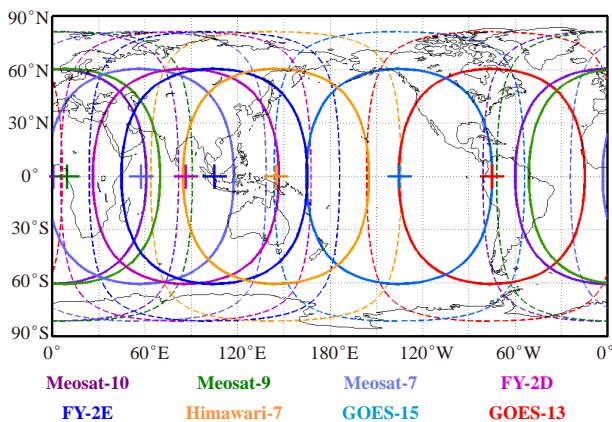 90°N
60°N
30°N
0°
30°S
60°S
90°S
0° 60°E 120°E 180°E 120°W 60°W 0°
Meosat-10 Meosat-9 Meosat-7 FY-2D
FY-2E Himawari-7 GOES-15 GOES-13